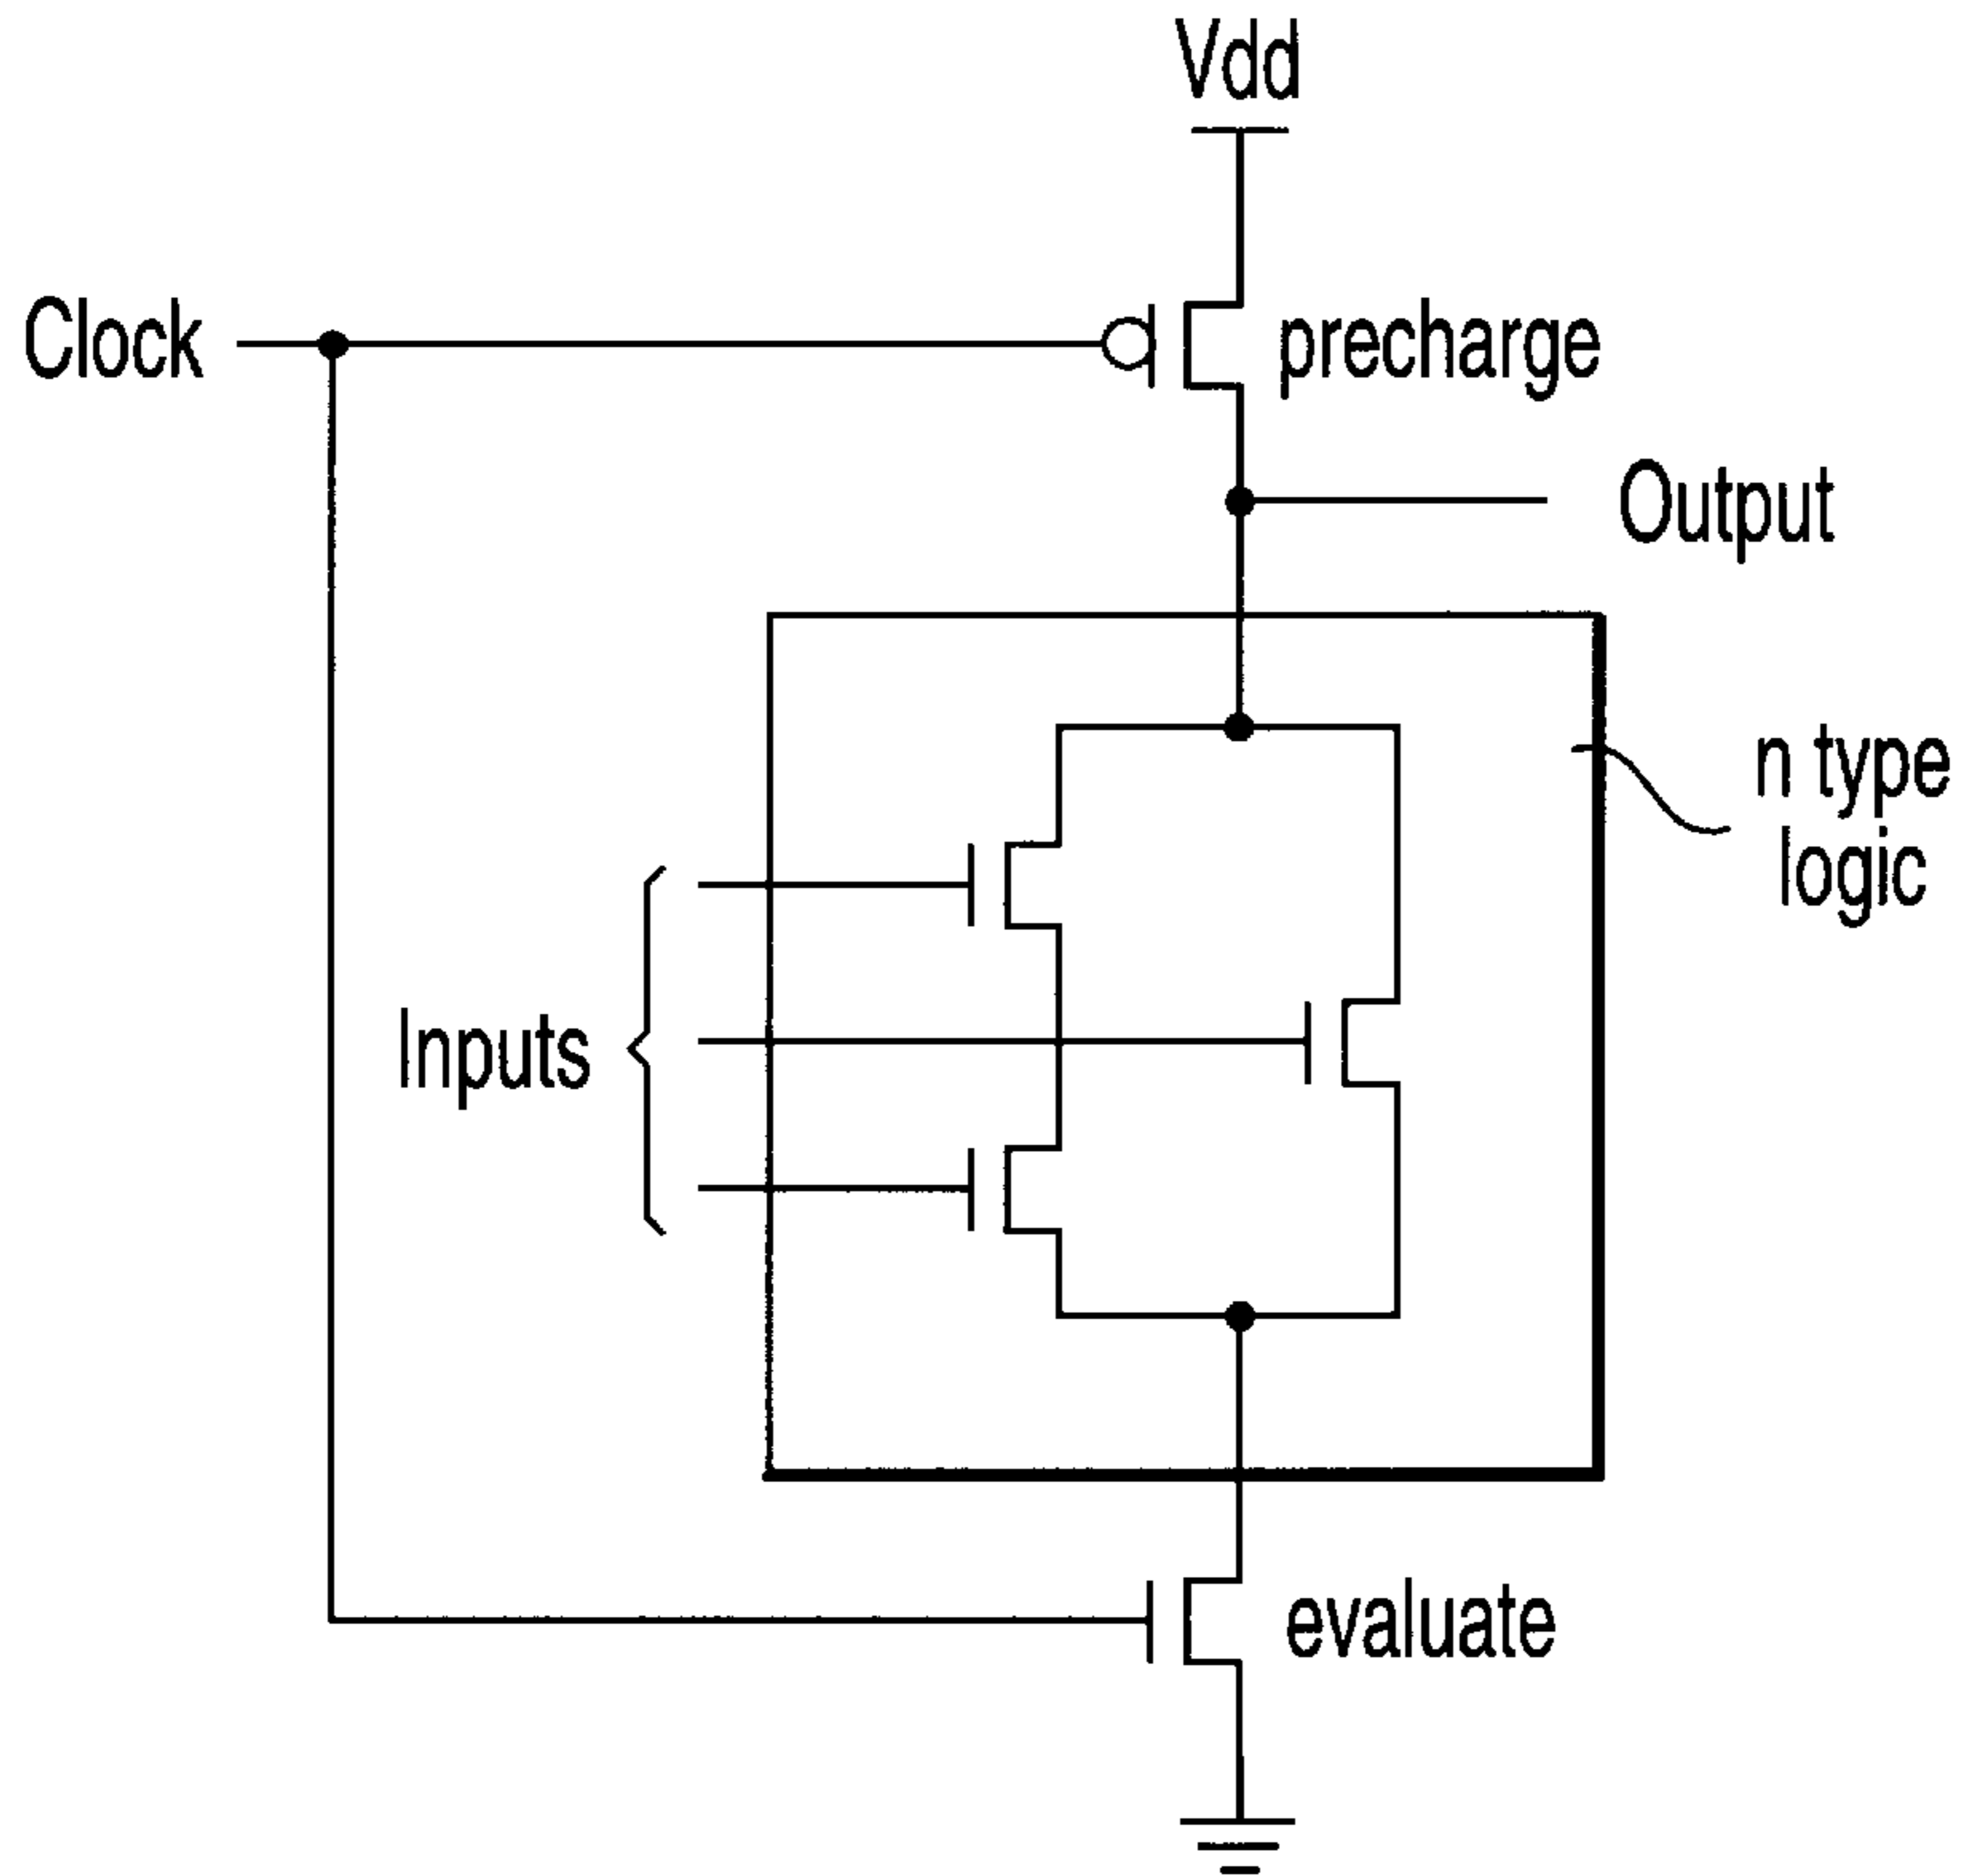 Vdd
Clock
precharge
Output
n type
logic
Inputs
evaluate